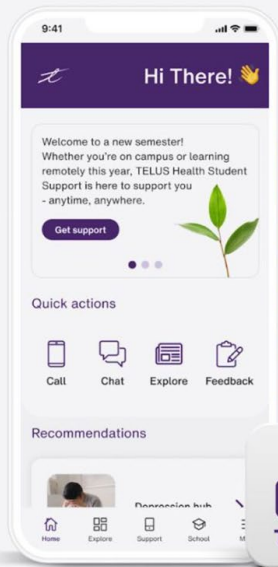 9:41
Hi There! 👋
Welcome to a new semester!
Whether you're on campus or learning
remotely this year, TELUS Health Student
Support is here to support you
- anytime, anywhere.
Get support
Quick actions
Call Chat Explore Feedback
Recommendations
Depression hub
Home Explore Support School